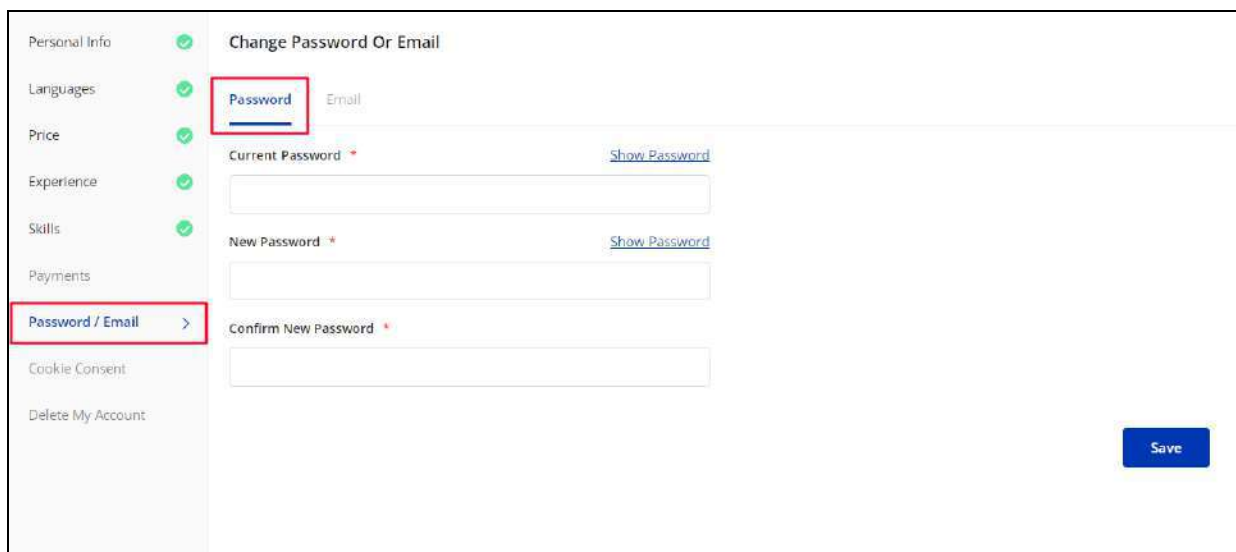 Personal Info
Languages
Price
Experience
Skills
Payments
Password / Email
Cookie Consent
Delete My Account
Change Password Or Email
Password Email
Current Password * Show Password
New Password * Show Password
Confirm New Password *
Save